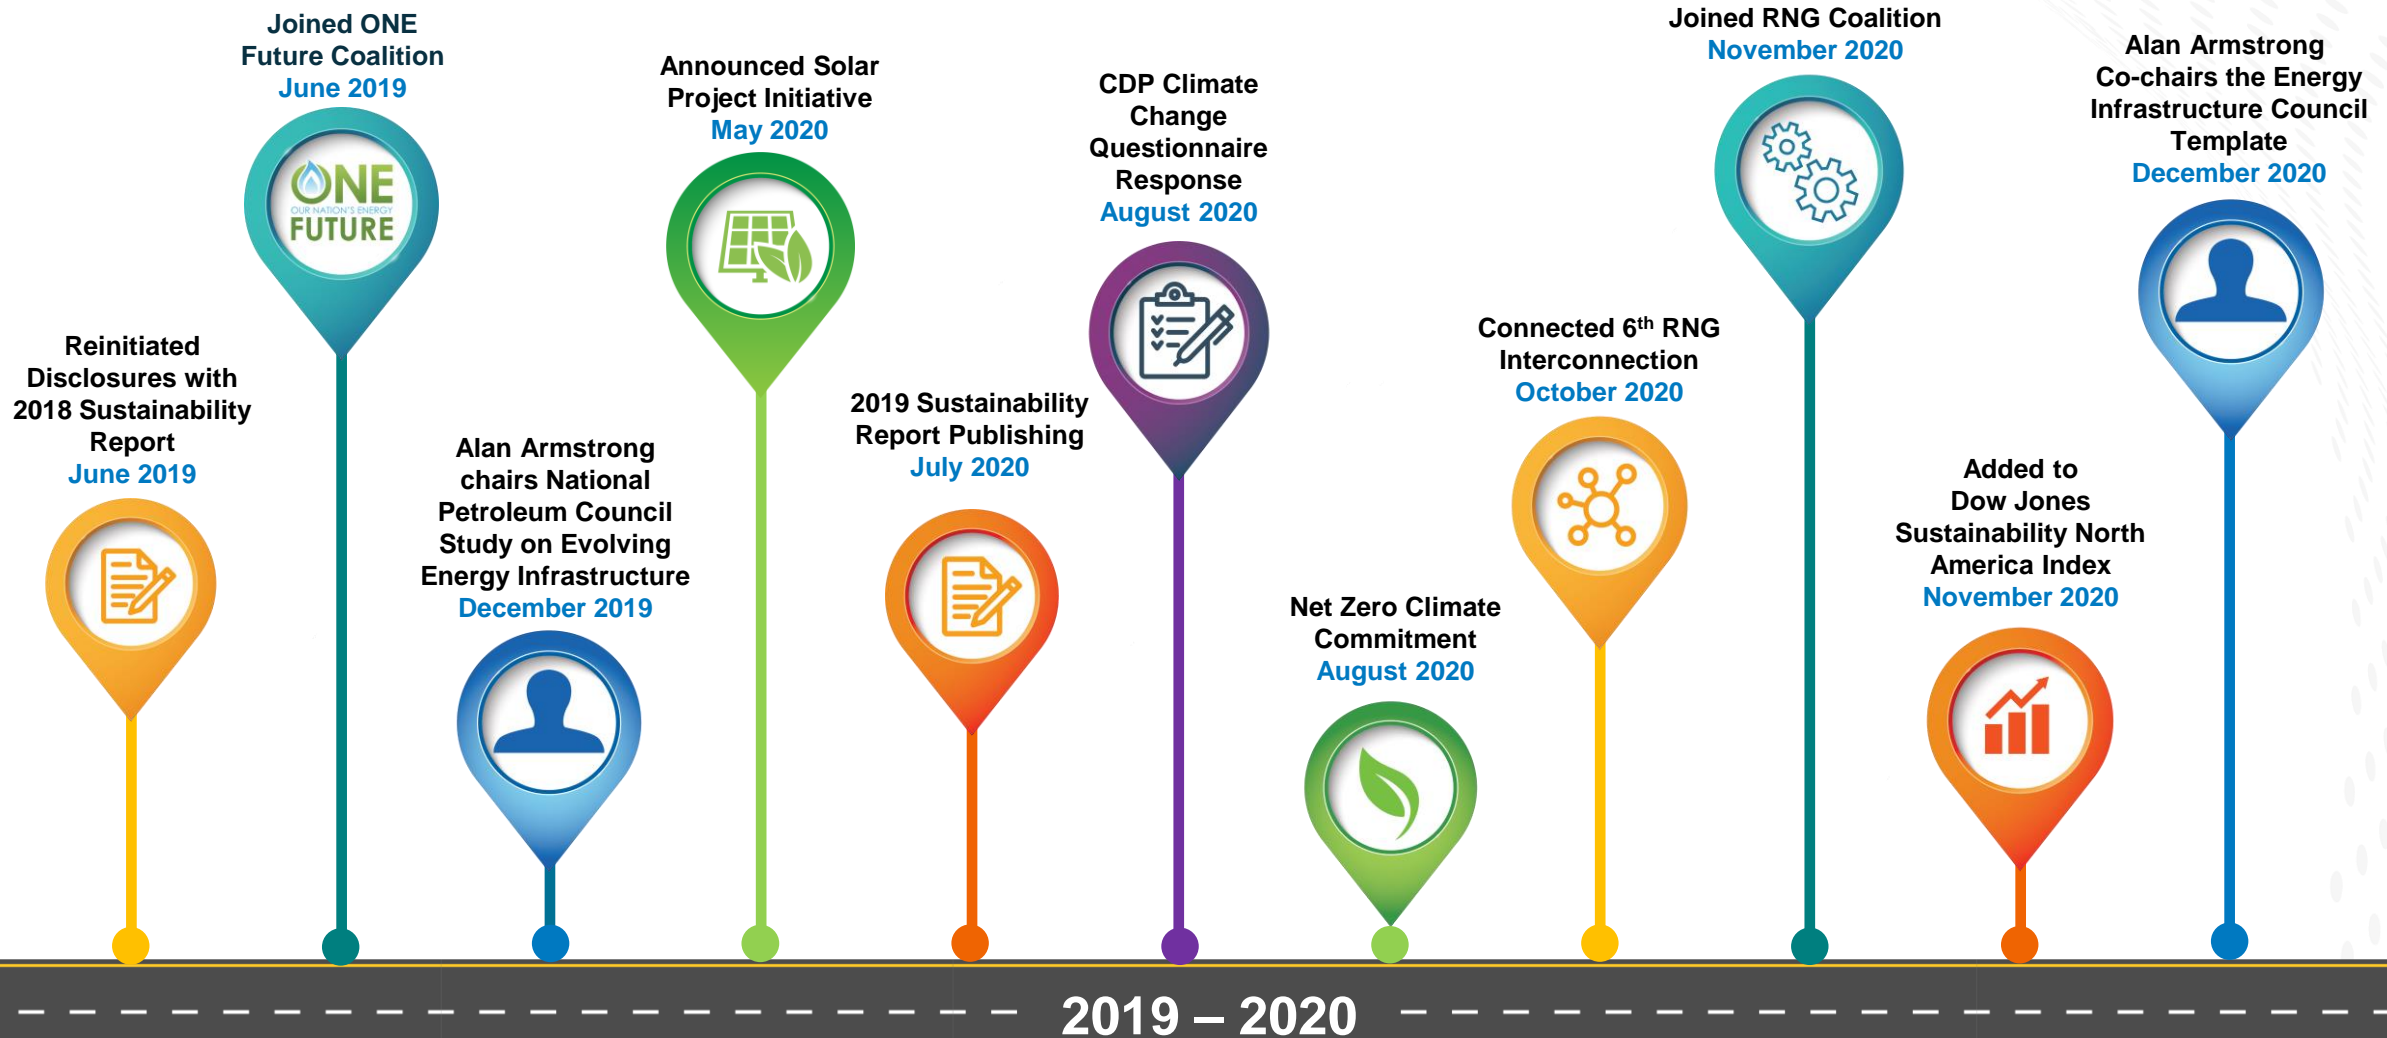 Reinitiated
Disclosures with
2018 Sustainability
Report
June 2019
Joined ONE
Future Coalition
June 2019
ONE
OUR NATION'S ENERGY
FUTURE
Alan Armstrong
chairs National
Petroleum Council
Study on Evolving
Energy Infrastructure
December 2019
Announced Solar
Project Initiative
May 2020
2019 Sustainability
Report Publishing
July 2020
CDP Climate
Change
Questionnaire
Response
August 2020
Net Zero Climate
Commitment
August 2020
Connected 6th RNG
Interconnection
October 2020
Joined RNG Coalition
November 2020
Added to
Dow Jones
Sustainability North
America Index
November 2020
Alan Armstrong
Co-chairs the Energy
Infrastructure Council
Template
December 2020
2019 – 2020